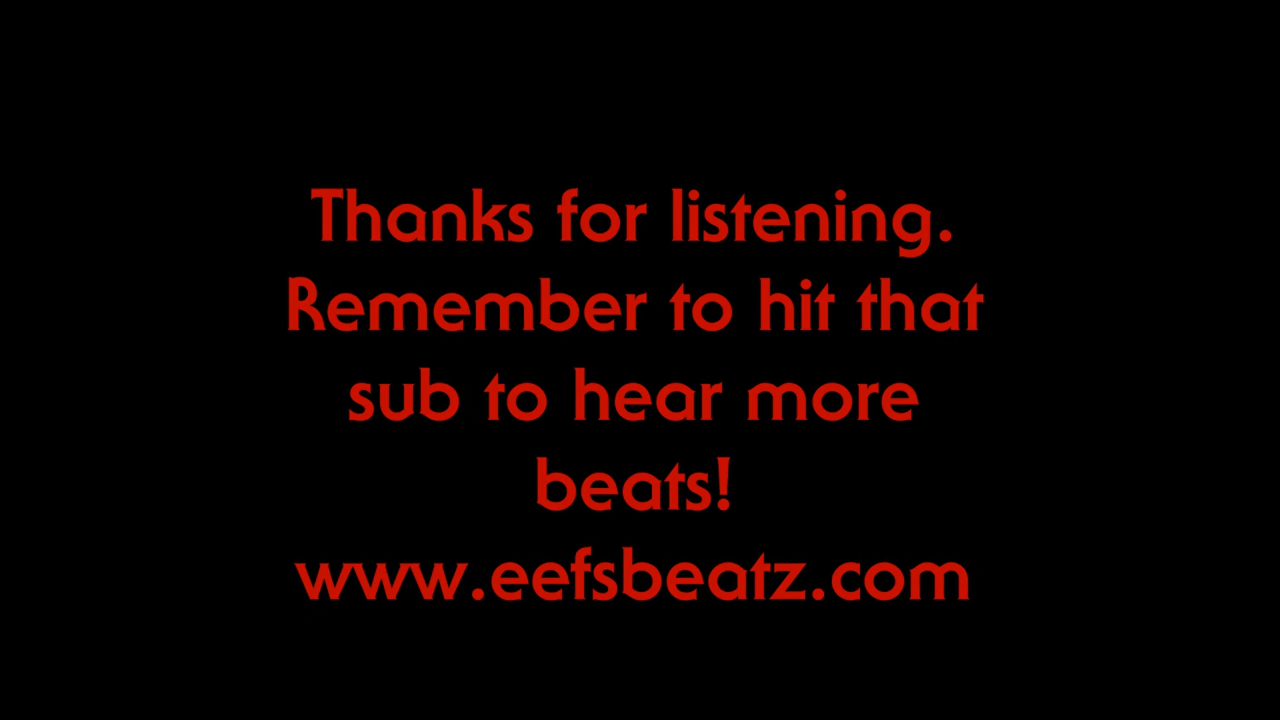 Thanks for listening.
Remember to hit that
sub to hear more
beats!
www.eefsbeatz.com